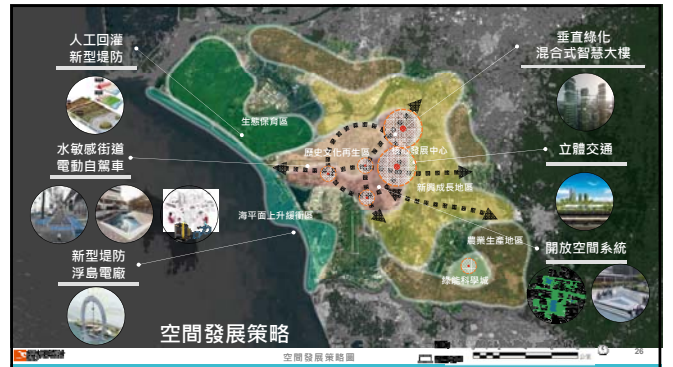 人工回灌
新型堤防
水敏感街道
電動自駕車
新型堤防
浮島電廠
垂直綠化
混合式智慧大樓
立體交通
開放空間系統
生態保育區
歷史文化再生區
核心發展中心
新興成長地區
海平面上升緩衝區
農業生產地區
綠能科學城
空間發展策略
空間發展策略圖
26